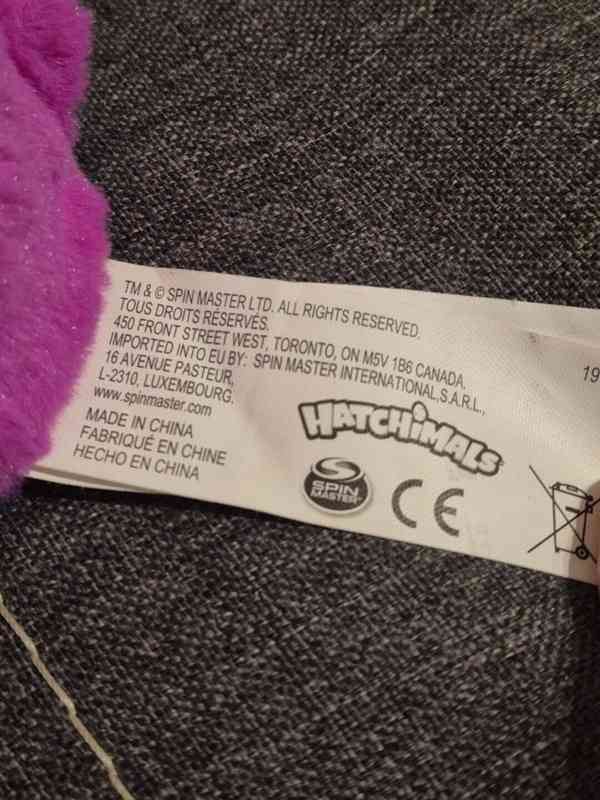 TM & © SPIN MASTER LTD. ALL RIGHTS RESERVED.
TOUS DROITS RÉSERVÉS.
450 FRONT STREET WEST, TORONTO, ON M5V 1B6 CANADA.
IMPORTED INTO EU BY: SPIN MASTER INTERNATIONAL, S.A.R.L.,
16 AVENUE PASTEUR,
L-2310, LUXEMBOURG.
www.spinmaster.com
MADE IN CHINA
FABRIQUÉ EN CHINE
HECHO EN CHINA
HATCHiMALS
SPIN
MASTER
CE
19